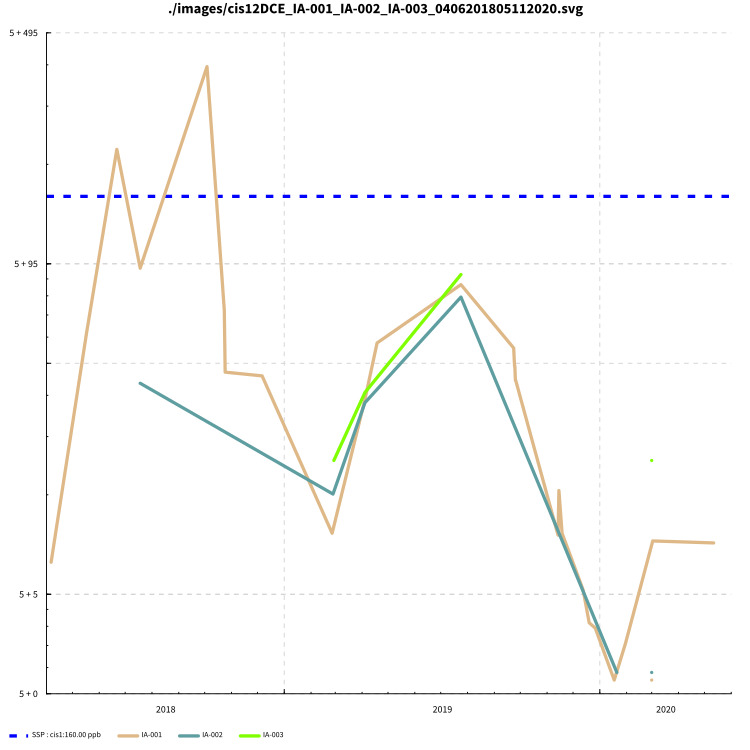 ./images/cis12DCE_IA-001_IA-002_IA-003_0406201805112020.svg
5 + 495
5 + 95
5 + 5
5 + 0
2018 2019 2020
SSP : cis1:160.00 ppb IA-001 IA-002 IA-003